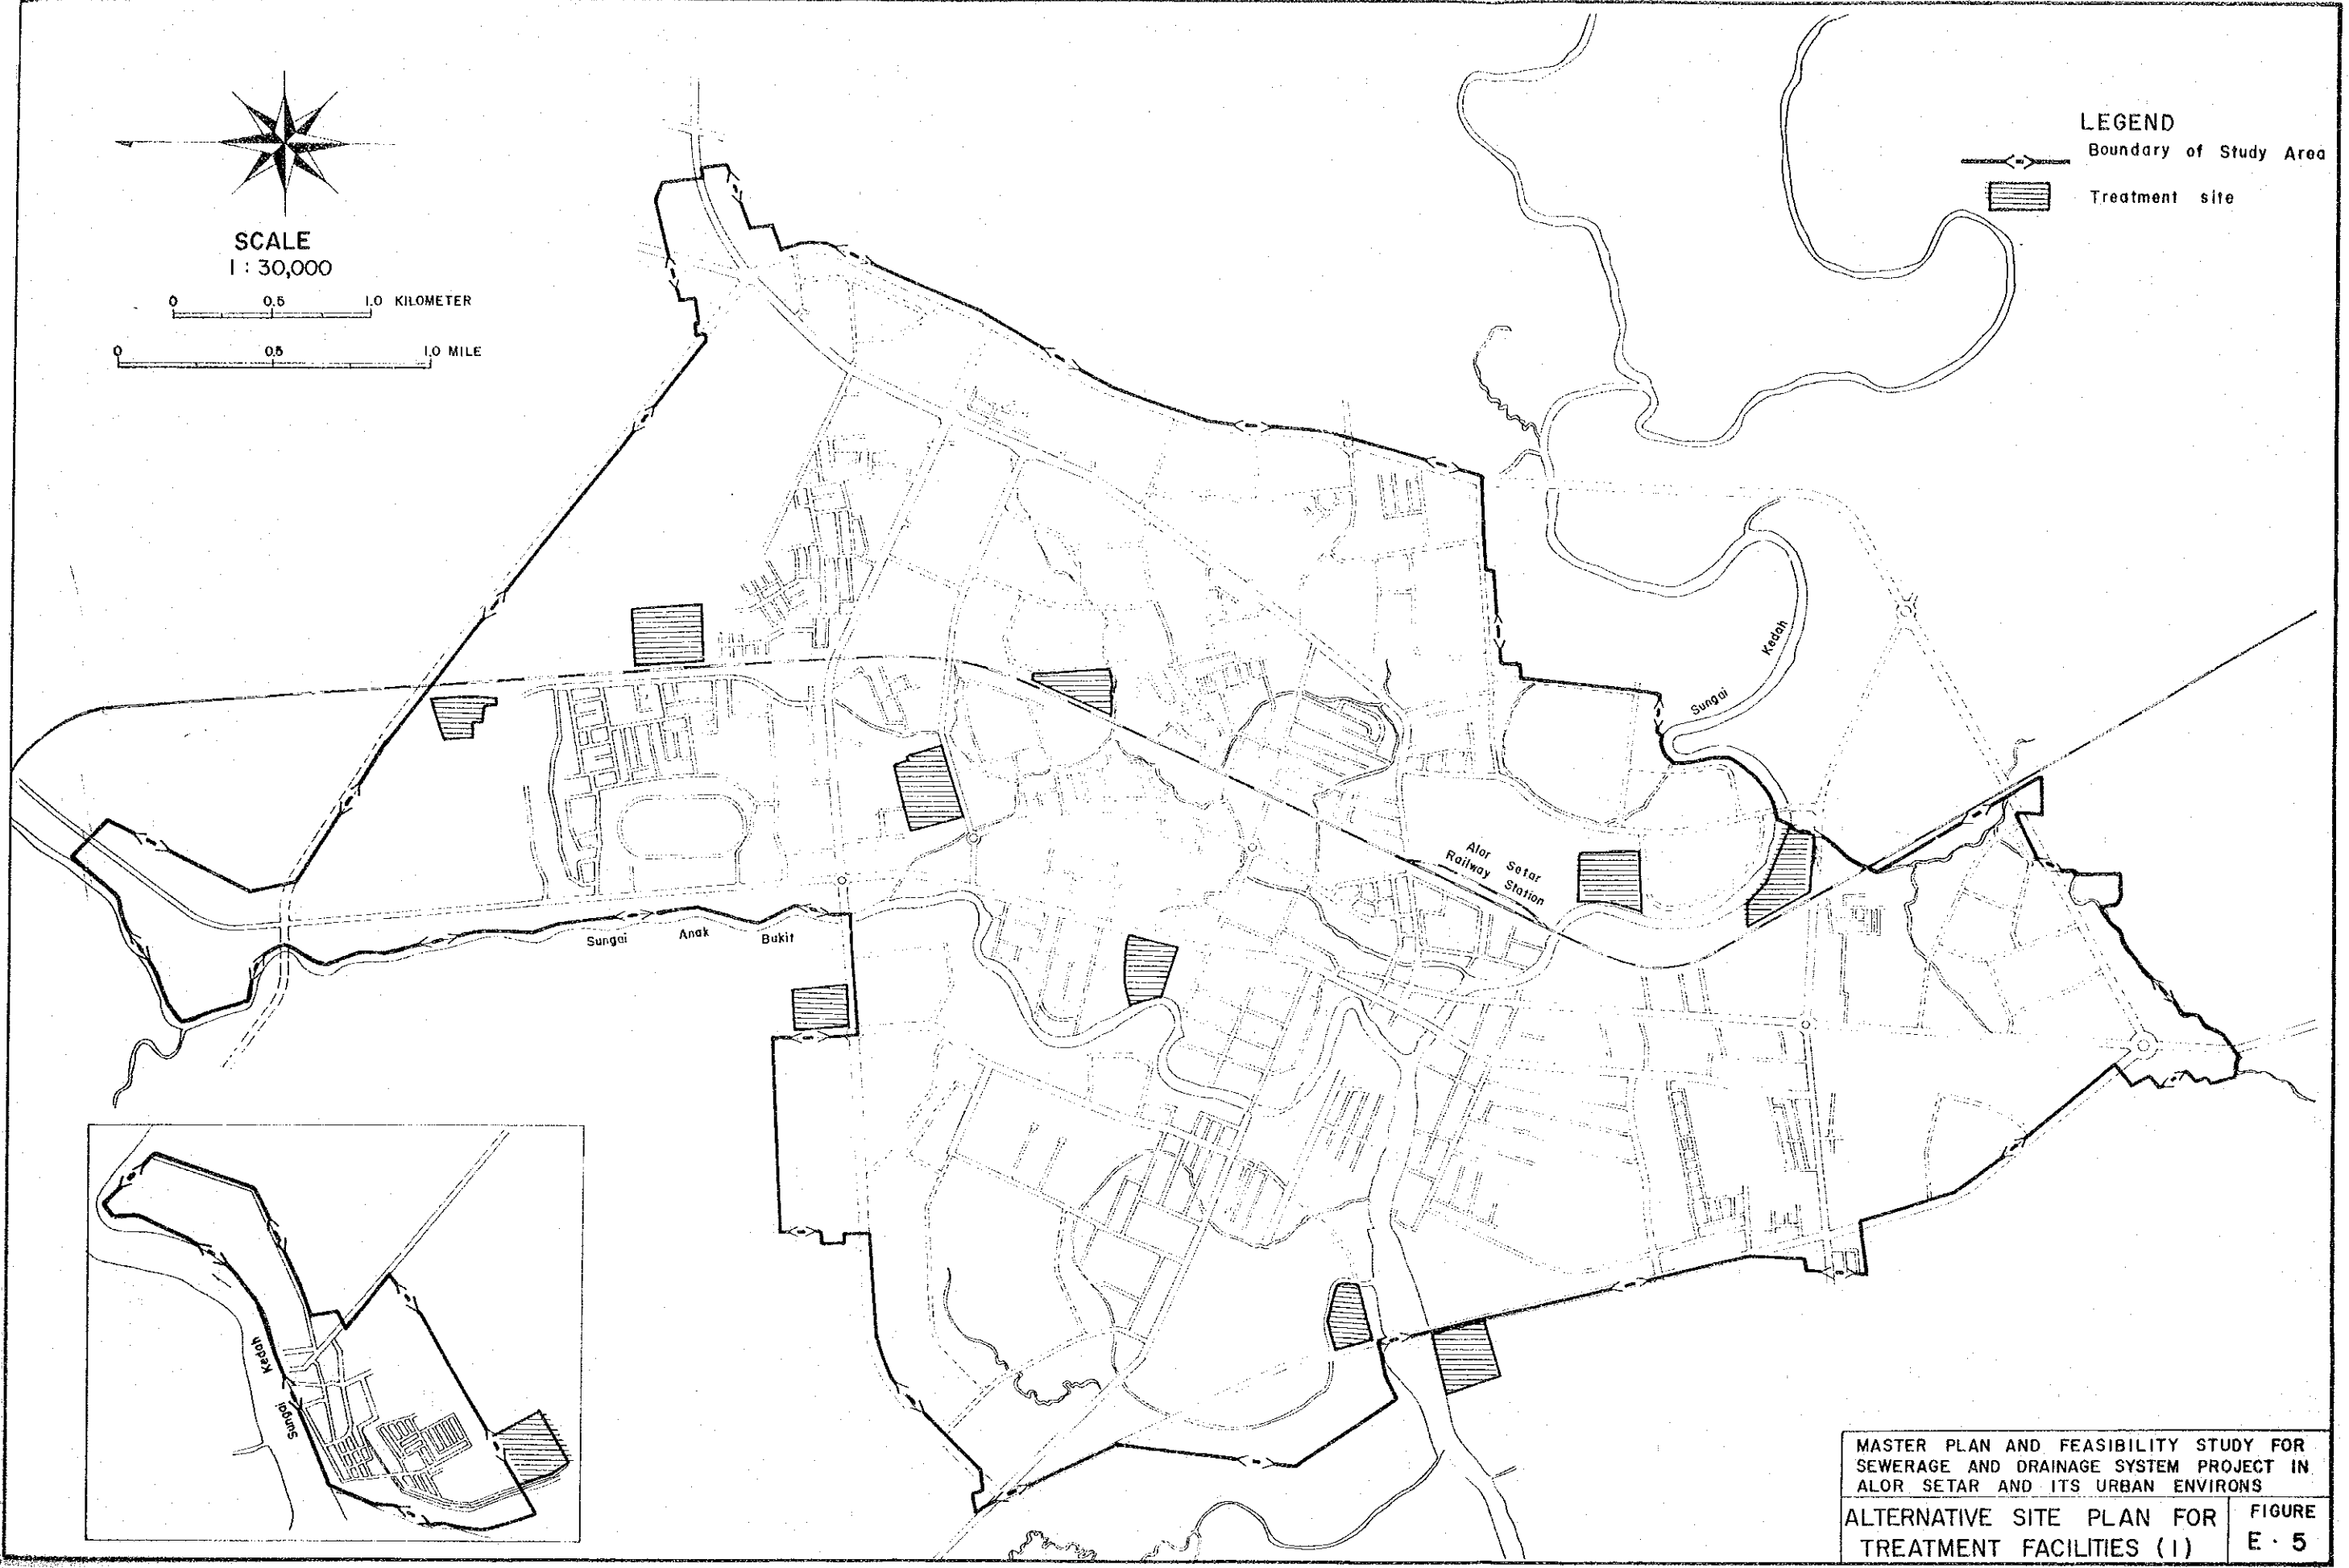 SCALE
1 : 30,000
0 0.5 1.0 KILOMETER
0 0.5 1.0 MILE
LEGEND
Boundary of Study Area
Treatment site
Kedah
Sungai
Alor Setar
Railway Station
Sungai Anak Bukit
Kedah
Sungai
MASTER PLAN AND FEASIBILITY STUDY FOR
SEWERAGE AND DRAINAGE SYSTEM PROJECT IN
ALOR SETAR AND ITS URBAN ENVIRONS
ALTERNATIVE SITE PLAN FOR
TREATMENT FACILITIES (1)
FIGURE
E · 5